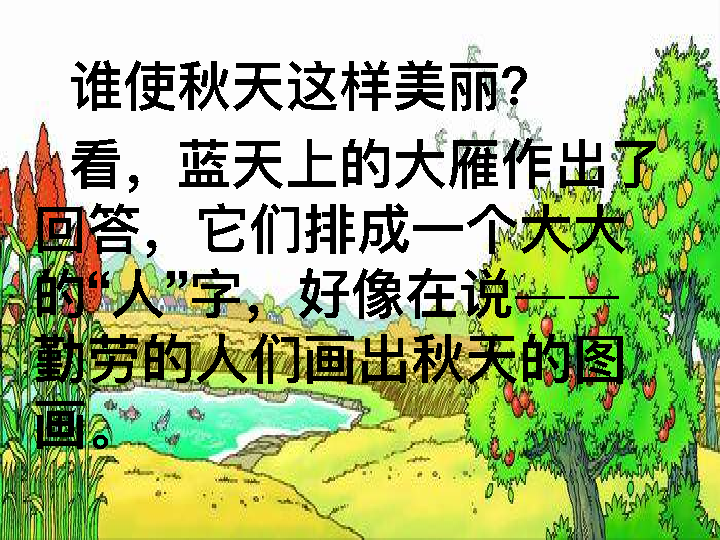 谁使秋天这样美丽？
看，蓝天上的大雁作出了
回答，它们排成一个大大
的“人”字，好像在说——
勤劳的人们画出秋天的图
画。